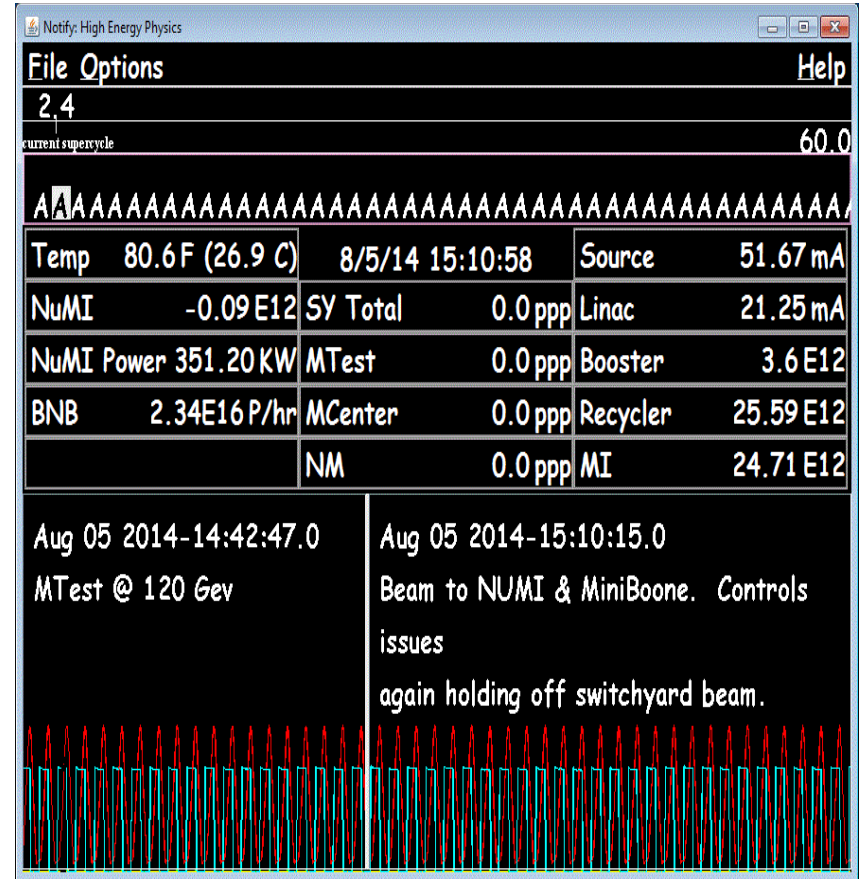 Notify: High Energy Physics
File Options Help
2.4
current supercycle 60.0
A A A A A A A A A A A A A A A A A A A A A A A A A A A A A A A A A A A A A A A A A A A A
Temp 80.6 F (26.9 C) 8/5/14 15:10:58 Source 51.67 mA
NuMI -0.09 E12 SY Total 0.0 ppp Linac 21.25 mA
NuMI Power 351.20 KW MTest 0.0 ppp Booster 3.6 E12
BNB 2.34E16 P/hr MCenter 0.0 ppp Recycler 25.59 E12
NM 0.0 ppp MI 24.71 E12
Aug 05 2014-14:42:47.0
MTest @ 120 Gev
Aug 05 2014-15:10:15.0
Beam to NUMI & MiniBoone. Controls
issues
again holding off switchyard beam.